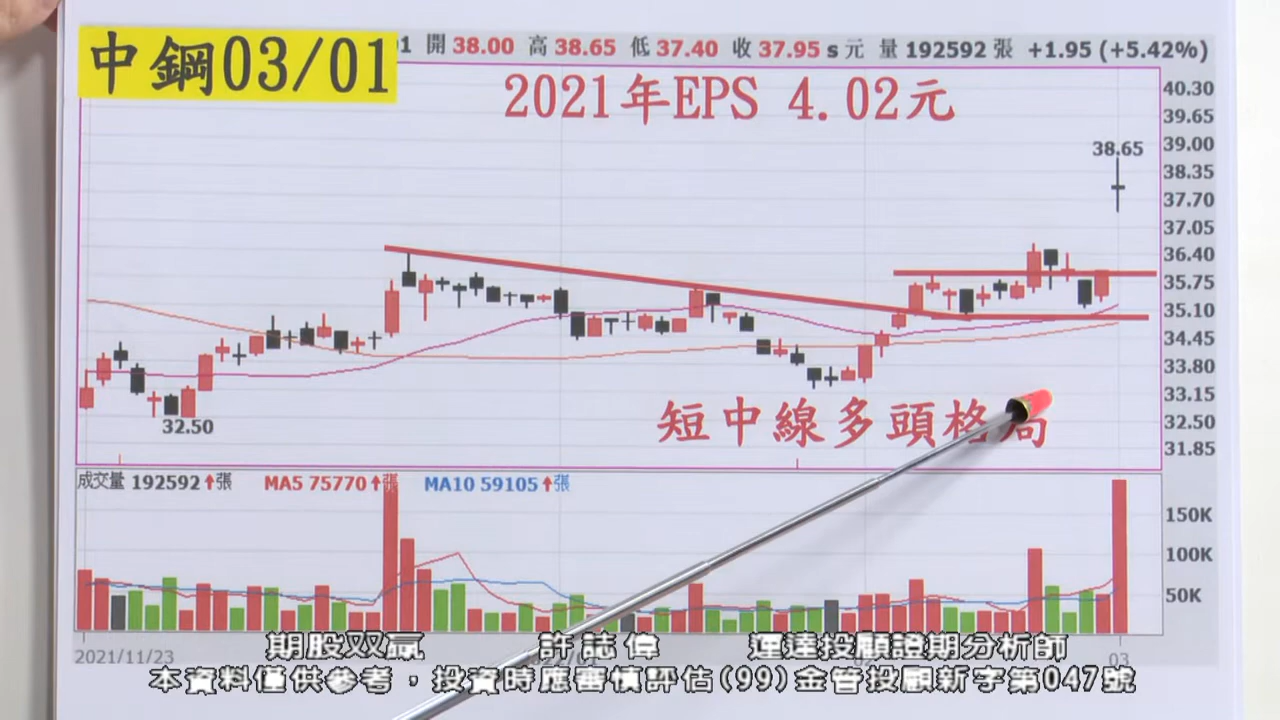 中鋼03/01
01 開 38.00 高 38.65 低 37.40 收 37.95 s 元 量 192592 張 +1.95 (+5.42%)
2021年EPS 4.02元
40.30
39.65
39.00
38.65
38.35
37.70
37.05
36.40
35.75
35.10
34.45
33.80
33.15
32.50
32.50
31.85
短中線多頭格局
成交量 192592↑張 MA5 75770↑張 MA10 59105↑張
150K
100K
50K
2021/11/23
03
期股双贏 許誌偉 運達投顧證期分析師
本資料僅供參考，投資時應審慎評估(99)金管投顧新字第047號